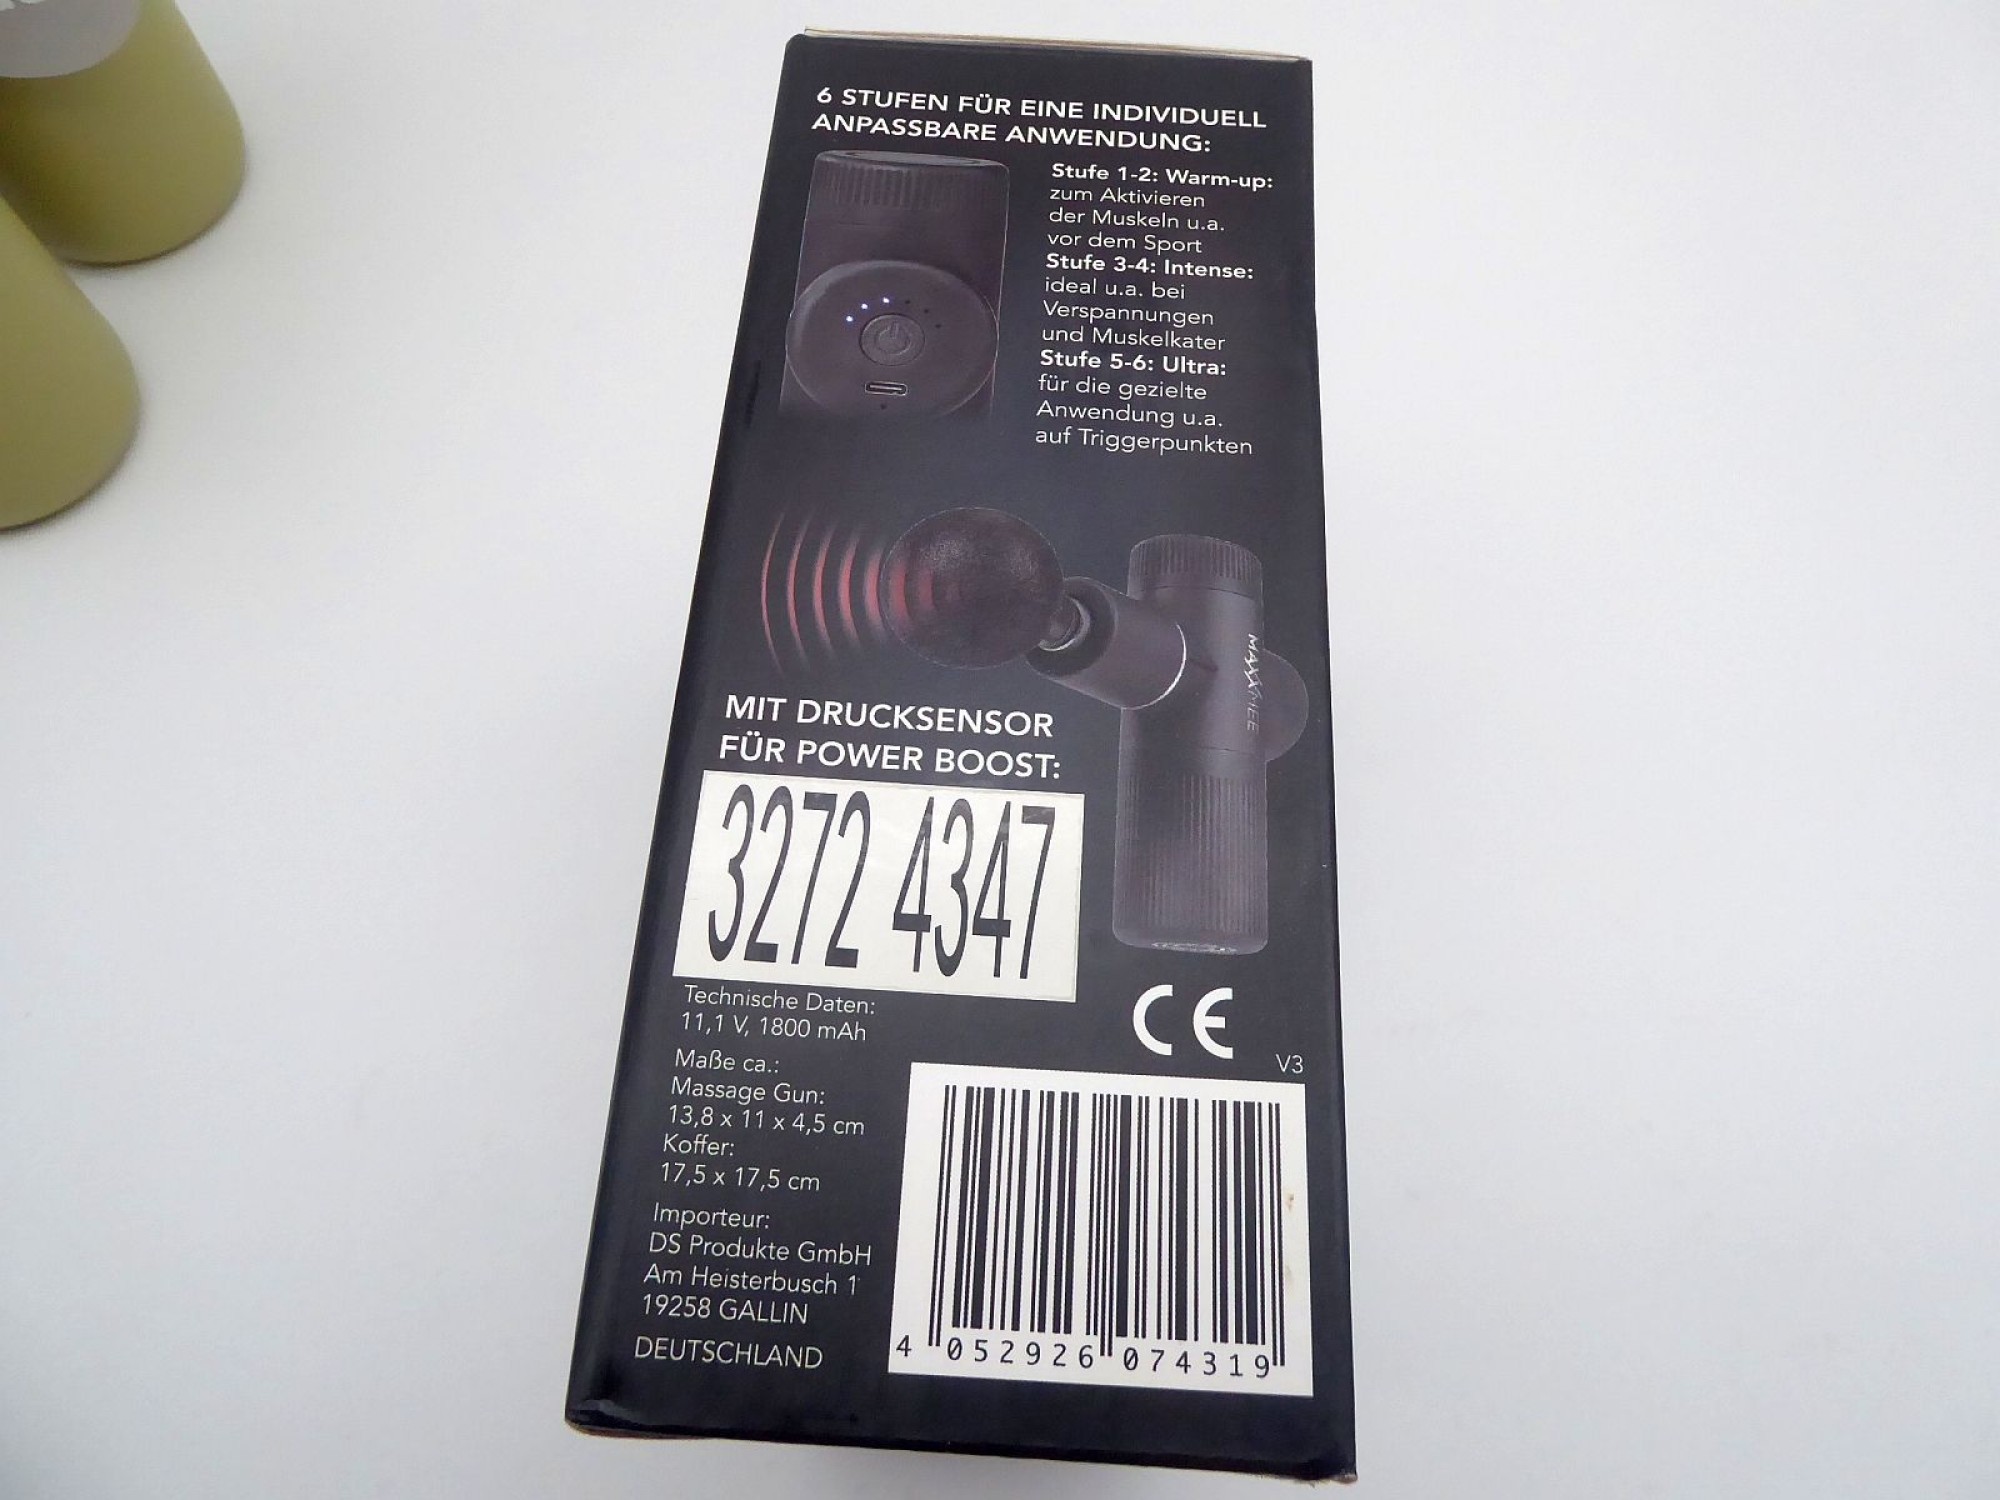 6 STUFEN FÜR EINE INDIVIDUELL
ANPASSBARE ANWENDUNG:
Stufe 1-2: Warm-up:
zum Aktivieren
der Muskeln u.a.
vor dem Sport
Stufe 3-4: Intense:
ideal u.a. bei
Verspannungen
und Muskelkater
Stufe 5-6: Ultra:
für die gezielte
Anwendung u.a.
auf Triggerpunkten
MAXXMEE
MIT DRUCKSENSOR
FÜR POWER BOOST:
3272 4347
Technische Daten:
11,1 V, 1800 mAh
Maße ca.:
Massage Gun:
13,8 x 11 x 4,5 cm
Koffer:
17,5 x 17,5 cm
Importeur:
DS Produkte GmbH
Am Heisterbusch 1
19258 GALLIN
DEUTSCHLAND
CE
V3
4 052926 074319